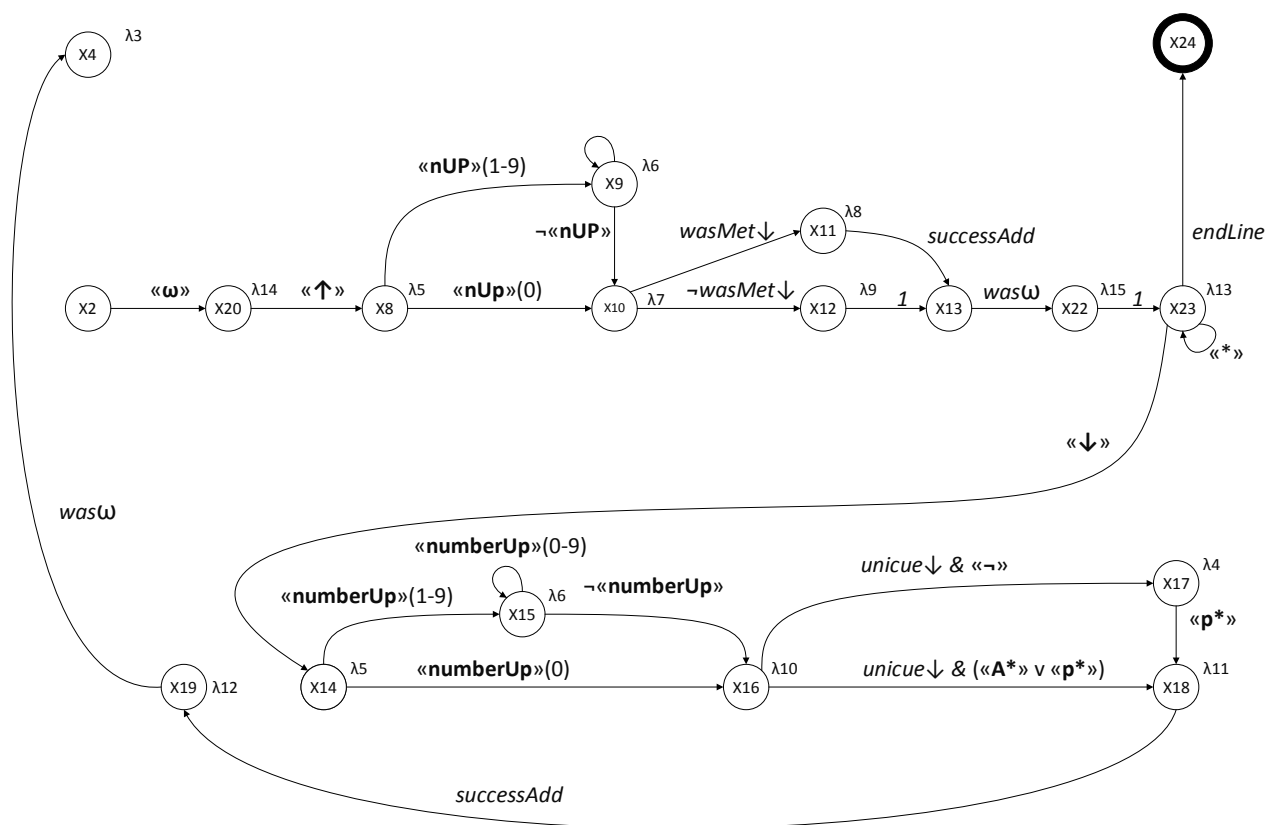 X4 λ3
X24
«nUP»(1-9)
X9 λ6
¬«nUP»
wasMet↓
X11 λ8
successAdd
endLine
X2 «ω» X20 λ14 «↑» X8 λ5 «nUp»(0) X10 λ7 ¬wasMet↓ X12 λ9 1 X13 wasω X22 λ15 1 X23 λ13
«*»
«↓»
wasω
«numberUp»(0-9)
«numberUp»(1-9) X15 λ6 ¬«numberUp»
unicue↓ & «¬»
X17 λ4
«p*»
X19 λ12 X14 λ5 «numberUp»(0) X16 λ10 unicue↓ & («A*» v «p*») X18 λ11
successAdd